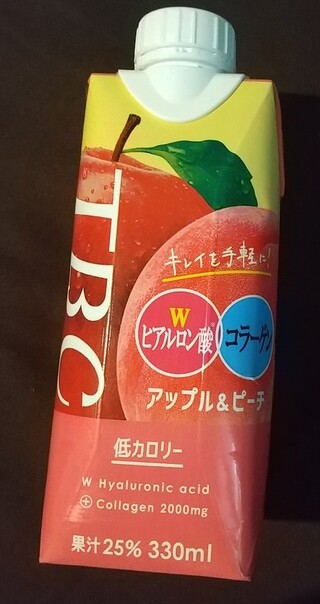 TBC
キレイを手軽に!
W
ヒアルロン酸
コラーゲン
アップル&ピーチ
低カロリー
W Hyaluronic acid
+ Collagen 2000mg
果汁25% 330ml